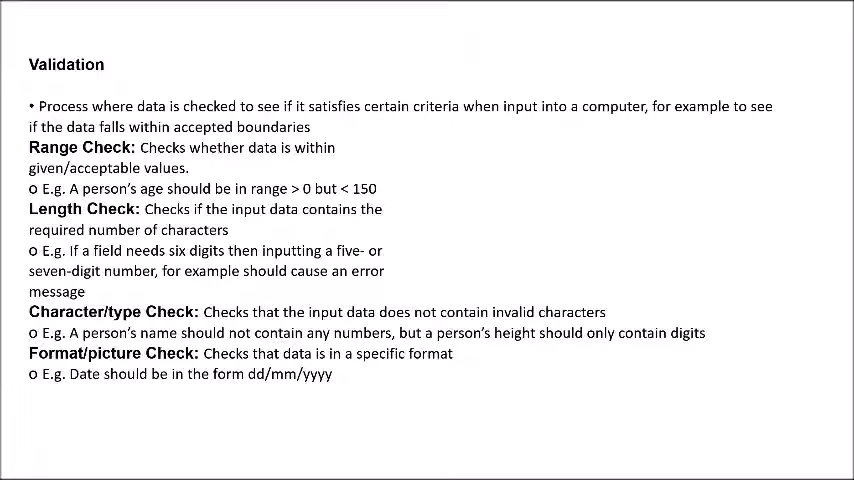 Validation
• Process where data is checked to see if it satisfies certain criteria when input into a computer, for example to see
if the data falls within accepted boundaries
Range Check: Checks whether data is within
given/acceptable values.
o E.g. A person’s age should be in range > 0 but < 150
Length Check: Checks if the input data contains the
required number of characters
o E.g. If a field needs six digits then inputting a five- or
seven-digit number, for example should cause an error
message
Character/type Check: Checks that the input data does not contain invalid characters
o E.g. A person’s name should not contain any numbers, but a person’s height should only contain digits
Format/picture Check: Checks that data is in a specific format
o E.g. Date should be in the form dd/mm/yyyy